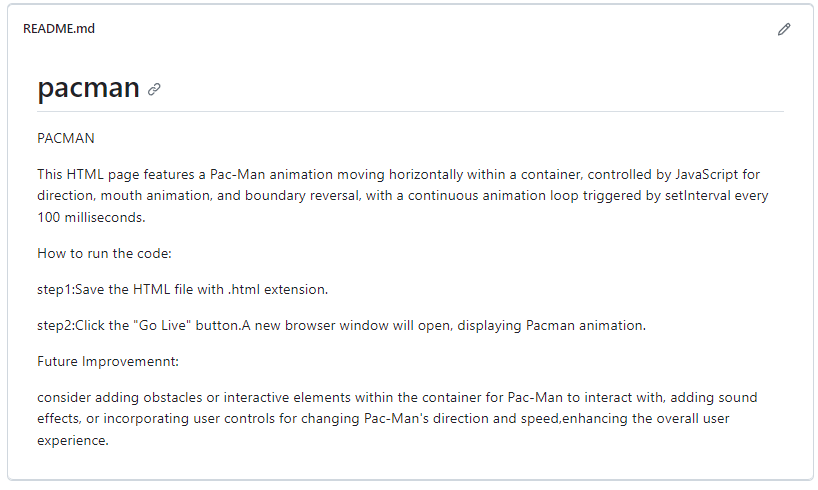 README.md
pacman
PACMAN
This HTML page features a Pac-Man animation moving horizontally within a container, controlled by JavaScript for
direction, mouth animation, and boundary reversal, with a continuous animation loop triggered by setInterval every
100 milliseconds.
How to run the code:
step1:Save the HTML file with .html extension.
step2:Click the "Go Live" button.A new browser window will open, displaying Pacman animation.
Future Improvemennt:
consider adding obstacles or interactive elements within the container for Pac-Man to interact with, adding sound
effects, or incorporating user controls for changing Pac-Man's direction and speed,enhancing the overall user
experience.